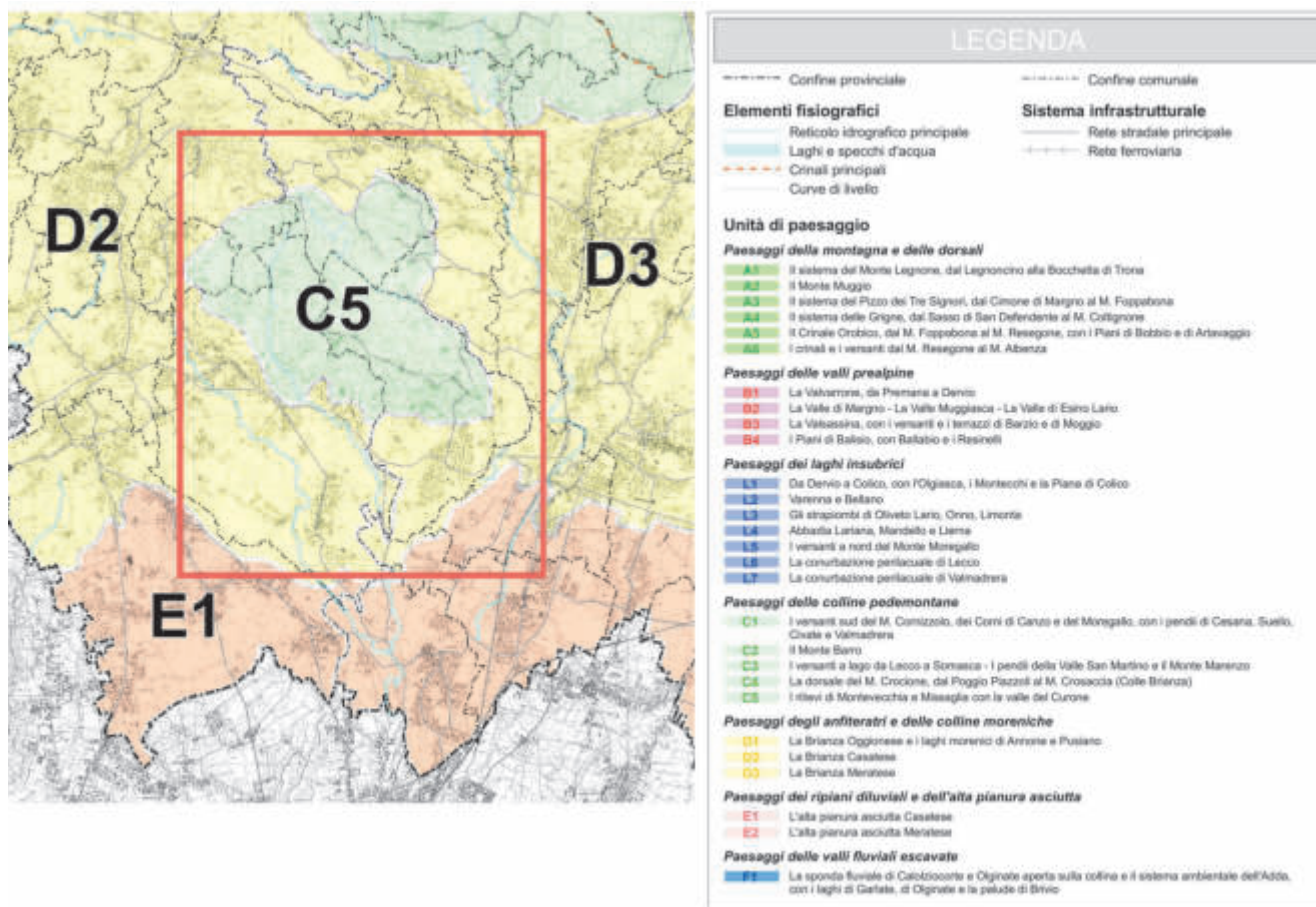 D2
D3
C5
E1
LEGENDA
Confine provinciale
Confine comunale
Elementi fisiografici
Sistema infrastrutturale
Reticolo idrografico principale
Rete stradale principale
Laghi e specchi d'acqua
Rete ferroviaria
Crinali principali
Curve di livello
Unità di paesaggio
Paesaggi della montagna e delle dorsali
A1 Il sistema del Monte Legnone, dal Legnoncino alla Bocchetta di Trona
A2 Il Monte Muggio
A3 Il sistema del Pizzo dei Tre Signori, dal Cimone di Margno al M. Foppabona
A4 Il sistema delle Grigne, dal Sasso di San Defendente al M. Coltignone
A5 Il Crinale Orobico, dal M. Foppabona al M. Resegone, con i Piani di Bobbio e di Artavaggio
A6 I crinali e i versanti dal M. Resegone al M. Albenza
Paesaggi delle valli prealpine
B1 La Valvarrone, da Premana a Dervio
B2 La Valle di Margno - La Valle Muggiasca - La Valle di Esino Lario
B3 La Valsassina, con i versanti e i terrazzi di Barzio e di Moggio
B4 I Piani di Balisio, con Ballabio e i Resinelli
Paesaggi dei laghi insubrici
L1 Da Dervio a Colico, con l'Olgiasca, i Montecchi e la Piana di Colico
L2 Varenna e Bellano
L3 Gli strapiombi di Oliveto Lario, Onno, Limonta
L4 Abbadia Lariana, Mandello e Lierna
L5 I versanti a nord del Monte Moregallo
L6 La conurbazione perilacuale di Lecco
L7 La conurbazione perilacuale di Valmadrera
Paesaggi delle colline pedemontane
C1 I versanti sud del M. Cornizzolo, dei Corni di Canzo e del Moregallo, con i pendii di Cesana, Suello,
Civate e Valmadrera
C2 Il Monte Barro
C3 I versanti a lago da Lecco a Somasca - I pendii della Valle San Martino e il Monte Marenzo
C4 La dorsale del M. Crocione, dal Poggio Piazzoli al M. Crosaccia (Colle Brianza)
C5 I rilievi di Montevecchia e Missaglia con la valle del Curone
Paesaggi degli anfiteatri e delle colline moreniche
D1 La Brianza Oggionese e i laghi morenici di Annone e Pusiano
D2 La Brianza Casatese
D3 La Brianza Meratese
Paesaggi dei ripiani diluviali e dell'alta pianura asciutta
E1 L'alta pianura asciutta Casatese
E2 L'alta pianura asciutta Meratese
Paesaggi delle valli fluviali escavate
F1 La sponda fluviale di Calolziocorte e Olginate aperta sulla collina e il sistema ambientale dell'Adda,
con i laghi di Garlate, di Olginate e la palude di Brivio